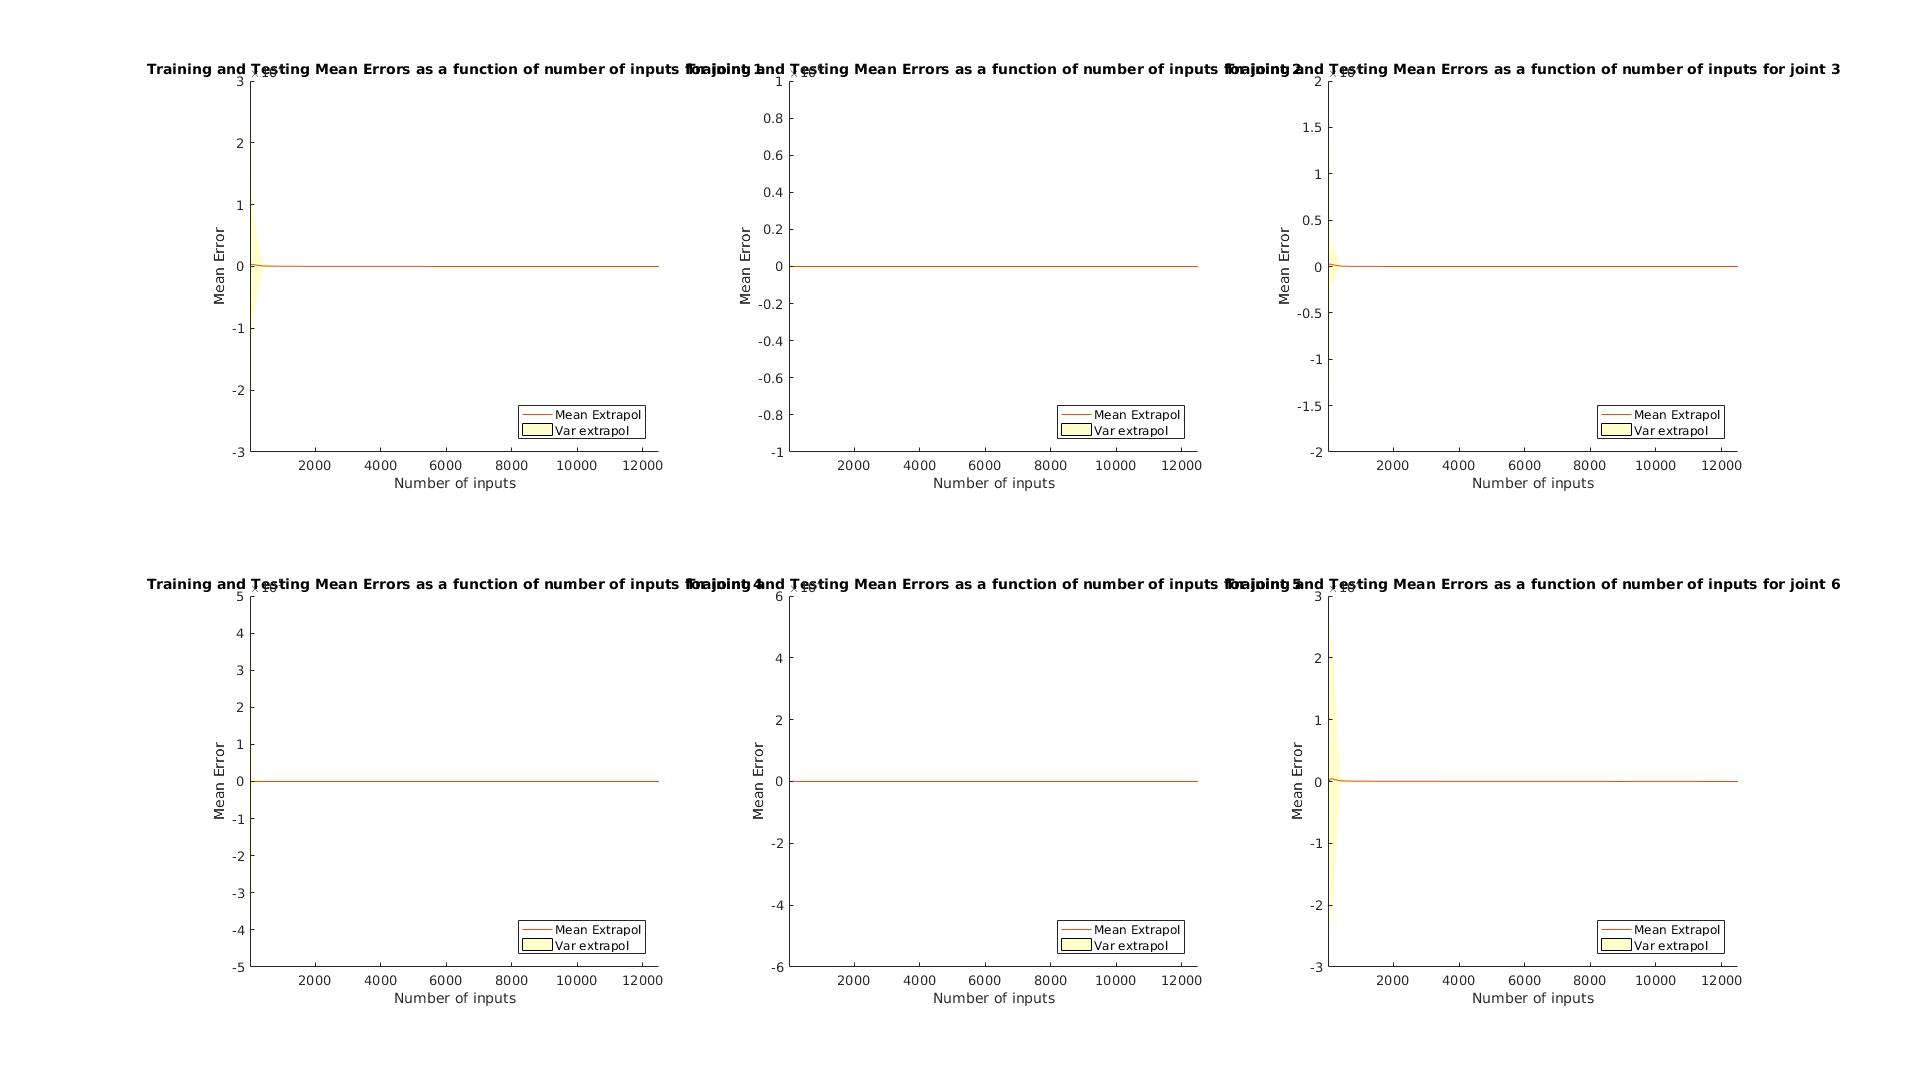 Training and Testing Mean Errors as a function of number of inputs for joint 1
3
2
1
0
-1
-2
-3
Mean Error
2000 4000 6000 8000 10000 12000
Number of inputs
Mean Extrapol
Var extrapol
Training and Testing Mean Errors as a function of number of inputs for joint 2
1
0.8
0.6
0.4
0.2
0
-0.2
-0.4
-0.6
-0.8
-1
Mean Error
2000 4000 6000 8000 10000 12000
Number of inputs
Mean Extrapol
Var extrapol
Training and Testing Mean Errors as a function of number of inputs for joint 3
2
1.5
1
0.5
0
-0.5
-1
-1.5
-2
Mean Error
2000 4000 6000 8000 10000 12000
Number of inputs
Mean Extrapol
Var extrapol
Training and Testing Mean Errors as a function of number of inputs for joint 4
5
4
3
2
1
0
-1
-2
-3
-4
-5
Mean Error
2000 4000 6000 8000 10000 12000
Number of inputs
Mean Extrapol
Var extrapol
Training and Testing Mean Errors as a function of number of inputs for joint 5
6
4
2
0
-2
-4
-6
Mean Error
2000 4000 6000 8000 10000 12000
Number of inputs
Mean Extrapol
Var extrapol
Training and Testing Mean Errors as a function of number of inputs for joint 6
3
2
1
0
-1
-2
-3
Mean Error
2000 4000 6000 8000 10000 12000
Number of inputs
Mean Extrapol
Var extrapol